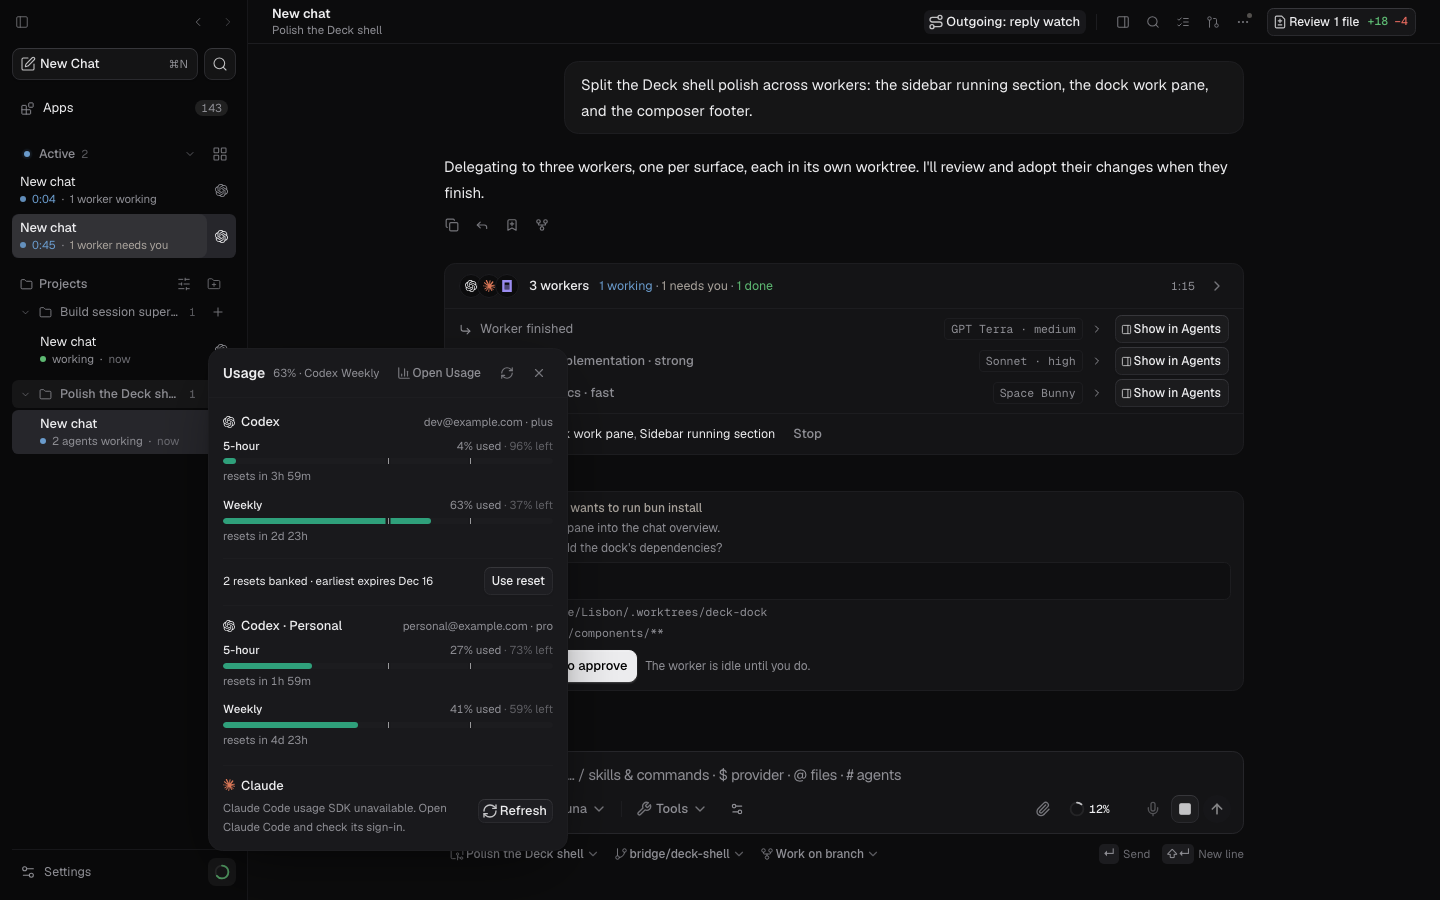 New Chat ⌘N
Apps 143
Active 2
New chat
0:04 · 1 worker working
New chat
0:45 · 1 worker needs you
Projects
Build session super... 1
New chat
working · now
Polish the Deck sh... 1
New chat
2 agents working · now
Settings
New chat
Polish the Deck shell
Outgoing: reply watch
Review 1 file +18 −4
Split the Deck shell polish across workers: the sidebar running section, the dock work pane,
and the composer footer.
Delegating to three workers, one per surface, each in its own worktree. I'll review and adopt their changes when they
finish.
3 workers 1 working · 1 needs you · 1 done 1:15
Worker finished GPT Terra · medium Show in Agents
plementation · strong Sonnet · high Show in Agents
cs · fast Space Bunny Show in Agents
work pane, Sidebar running section Stop
wants to run bun install
pane into the chat overview.
ld the dock's dependencies?
e/Lisbon/.worktrees/deck-dock
/components/**
o approve The worker is idle until you do.
... / skills & commands · $ provider · @ files · # agents
una Tools 12%
Polish the Deck shell bridge/deck-shell Work on branch Send New line
Usage 63% · Codex Weekly Open Usage
Codex dev@example.com · plus
5-hour 4% used · 96% left
resets in 3h 59m
Weekly 63% used · 37% left
resets in 2d 23h
2 resets banked · earliest expires Dec 16 Use reset
Codex · Personal personal@example.com · pro
5-hour 27% used · 73% left
resets in 1h 59m
Weekly 41% used · 59% left
resets in 4d 23h
Claude
Claude Code usage SDK unavailable. Open
Claude Code and check its sign-in.
Refresh